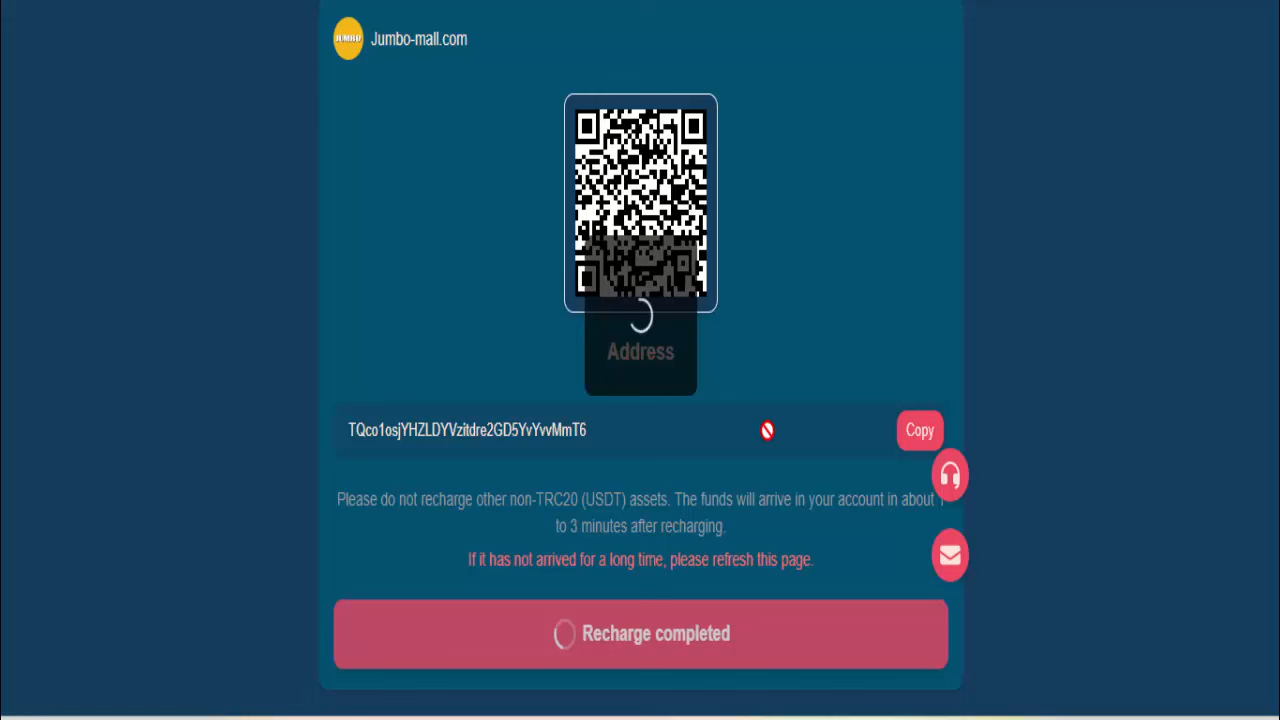 JUMBO
Jumbo-mall.com
Address
TQco1osjYHZLDYVzitdre2GD5YvYvvMmT6
Copy
Please do not recharge other non-TRC20 (USDT) assets. The funds will arrive in your account in about 1
to 3 minutes after recharging.
If it has not arrived for a long time, please refresh this page.
Recharge completed